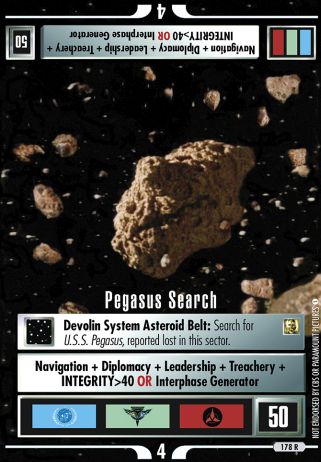 4
Navigation + Diplomacy + Leadership + Treachery +
INTEGRITY>40 OR Interphase Generator
50
Pegasus Search
Devolin System Asteroid Belt: Search for
U.S.S. Pegasus, reported lost in this sector.
Navigation + Diplomacy + Leadership + Treachery +
INTEGRITY>40 OR Interphase Generator
50
4
178 R
NOT ENDORSED BY CBS OR PARAMOUNT PICTURES